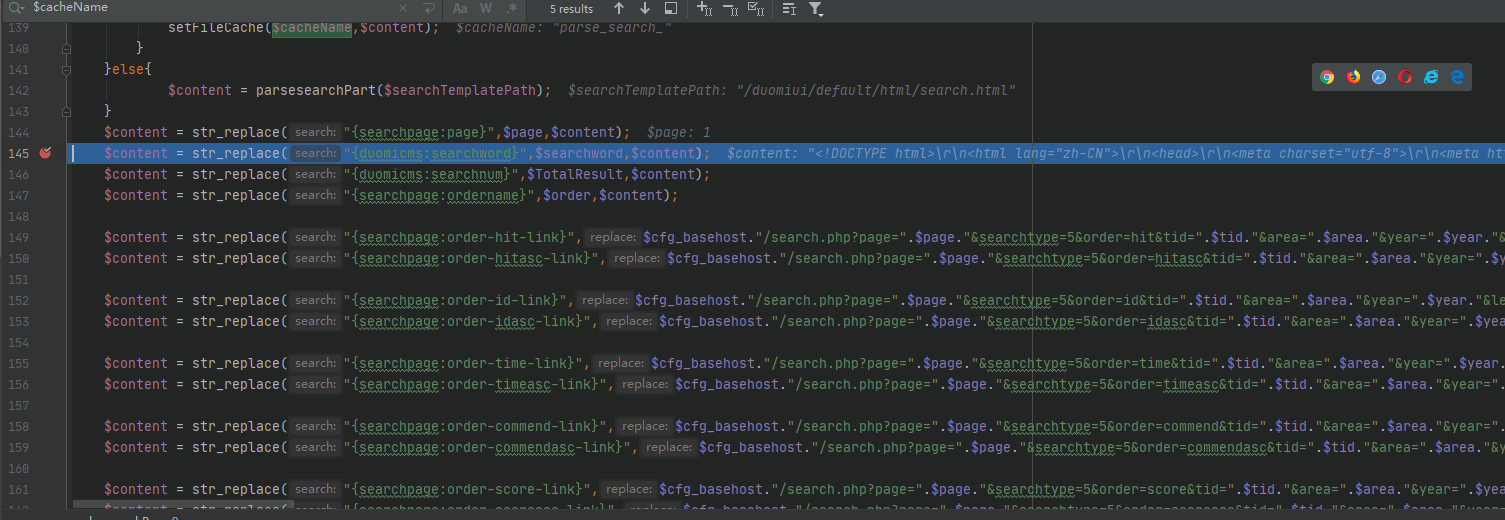 $cacheName
Aa W .* 5 results
139 setFileCache($cacheName,$content); $cacheName: "parse_search_"
140 }
141 }else{
142 $content = parsesearchPart($searchTemplatePath); $searchTemplatePath: "/duomiui/default/html/search.html"
143 }
144 $content = str_replace( search: "{searchpage:page}",$page,$content); $page: 1
145 $content = str_replace( search: "{duomicms:searchword}",$searchword,$content); $content: "<!DOCTYPE html>\r\n<html lang="zh-CN">\r\n<head>\r\n<meta charset="utf-8">\r\n<meta ht
146 $content = str_replace( search: "{duomicms:searchnum}",$TotalResult,$content);
147 $content = str_replace( search: "{searchpage:ordername}",$order,$content);
148
149 $content = str_replace( search: "{searchpage:order-hit-link}", replace: $cfg_basehost."/search.php?page=".$page."&searchtype=5&order=hit&tid=".$tid."&area=".$area."&year=".$year."&
150 $content = str_replace( search: "{searchpage:order-hitasc-link}", replace: $cfg_basehost."/search.php?page=".$page."&searchtype=5&order=hitasc&tid=".$tid."&area=".$area."&year=".$y
151
152 $content = str_replace( search: "{searchpage:order-id-link}", replace: $cfg_basehost."/search.php?page=".$page."&searchtype=5&order=id&tid=".$tid."&area=".$area."&year=".$year."&le
153 $content = str_replace( search: "{searchpage:order-idasc-link}", replace: $cfg_basehost."/search.php?page=".$page."&searchtype=5&order=idasc&tid=".$tid."&area=".$area."&year=".$yea
154
155 $content = str_replace( search: "{searchpage:order-time-link}", replace: $cfg_basehost."/search.php?page=".$page."&searchtype=5&order=time&tid=".$tid."&area=".$area."&year=".$year.
156 $content = str_replace( search: "{searchpage:order-timeasc-link}", replace: $cfg_basehost."/search.php?page=".$page."&searchtype=5&order=timeasc&tid=".$tid."&area=".$area."&year=".
157
158 $content = str_replace( search: "{searchpage:order-commend-link}", replace: $cfg_basehost."/search.php?page=".$page."&searchtype=5&order=commend&tid=".$tid."&area=".$area."&year=".
159 $content = str_replace( search: "{searchpage:order-commendasc-link}", replace: $cfg_basehost."/search.php?page=".$page."&searchtype=5&order=commendasc&tid=".$tid."&area=".$area."&y
160
161 $content = str_replace( search: "{searchpage:order-score-link}", replace: $cfg_basehost."/search.php?page=".$page."&searchtype=5&order=score&tid=".$tid."&area=".$area."&year=".$yea